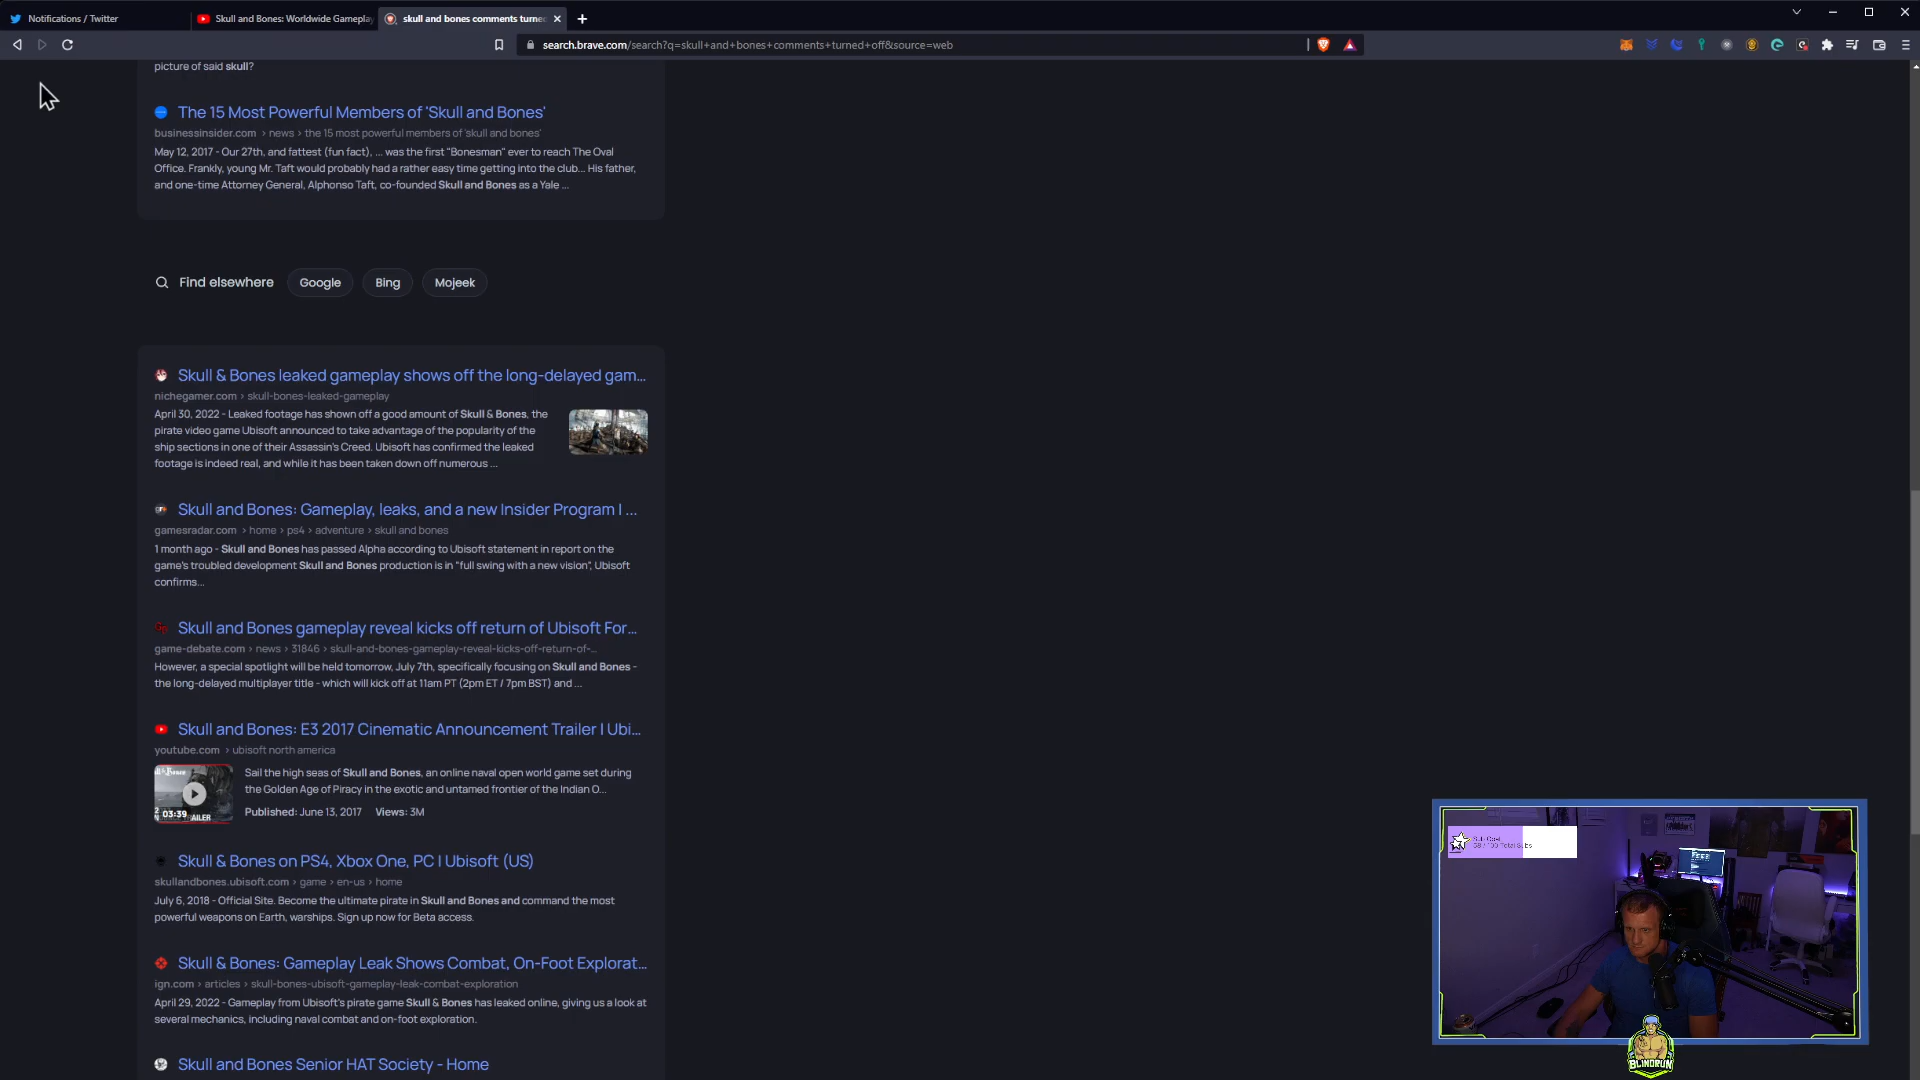 Notifications / Twitter
Skull and Bones: Worldwide Gameplay
skull and bones comments turned
search.brave.com/search?q=skull+and+bones+comments+turned+off&source=web
picture of said skull?
The 15 Most Powerful Members of 'Skull and Bones'
businessinsider.com › news › the 15 most powerful members of 'skull and bones'
May 12, 2017 - Our 27th, and fattest (fun fact), ... was the first "Bonesman" ever to reach The Oval
Office. Frankly, young Mr. Taft would probably had a rather easy time getting into the club... His father,
and one-time Attorney General, Alphonso Taft, co-founded Skull and Bones as a Yale ...
Find elsewhere
Google
Bing
Mojeek
Skull & Bones leaked gameplay shows off the long-delayed gam...
nichegamer.com › skull-bones-leaked-gameplay
April 30, 2022 - Leaked footage has shown off a good amount of Skull & Bones, the
pirate video game Ubisoft announced to take advantage of the popularity of the
ship sections in one of their Assassin's Creed. Ubisoft has confirmed the leaked
footage is indeed real, and while it has been taken down off numerous ...
Skull and Bones: Gameplay, leaks, and a new Insider Program | ...
gamesradar.com › home › ps4 › adventure › skull and bones
1 month ago - Skull and Bones has passed Alpha according to Ubisoft statement in report on the
game's troubled development Skull and Bones production is in "full swing with a new vision", Ubisoft
confirms...
Skull and Bones gameplay reveal kicks off return of Ubisoft For...
game-debate.com › news › 31846 › skull-and-bones-gameplay-reveal-kicks-off-return-of-...
However, a special spotlight will be held tomorrow, July 7th, specifically focusing on Skull and Bones -
the long-delayed multiplayer title - which will kick off at 11am PT (2pm ET / 7pm BST) and ...
Skull and Bones: E3 2017 Cinematic Announcement Trailer | Ubi...
youtube.com › ubisoft north america
Sail the high seas of Skull and Bones, an online naval open world game set during
the Golden Age of Piracy in the exotic and untamed frontier of the Indian O...
03:39
Published: June 13, 2017 Views: 3M
Skull & Bones on PS4, Xbox One, PC | Ubisoft (US)
skullandbones.ubisoft.com › game › en-us › home
July 6, 2018 - Official Site. Become the ultimate pirate in Skull and Bones and command the most
powerful weapons on Earth, warships. Sign up now for Beta access.
Skull & Bones: Gameplay Leak Shows Combat, On-Foot Explorat...
ign.com › articles › skull-bones-ubisoft-gameplay-leak-combat-exploration
April 29, 2022 - Gameplay from Ubisoft's pirate game Skull & Bones has leaked online, giving us a look at
several mechanics, including naval combat and on-foot exploration.
Skull and Bones Senior HAT Society - Home
Sub Goal
/ 100 Total Subs
BLINDRUN